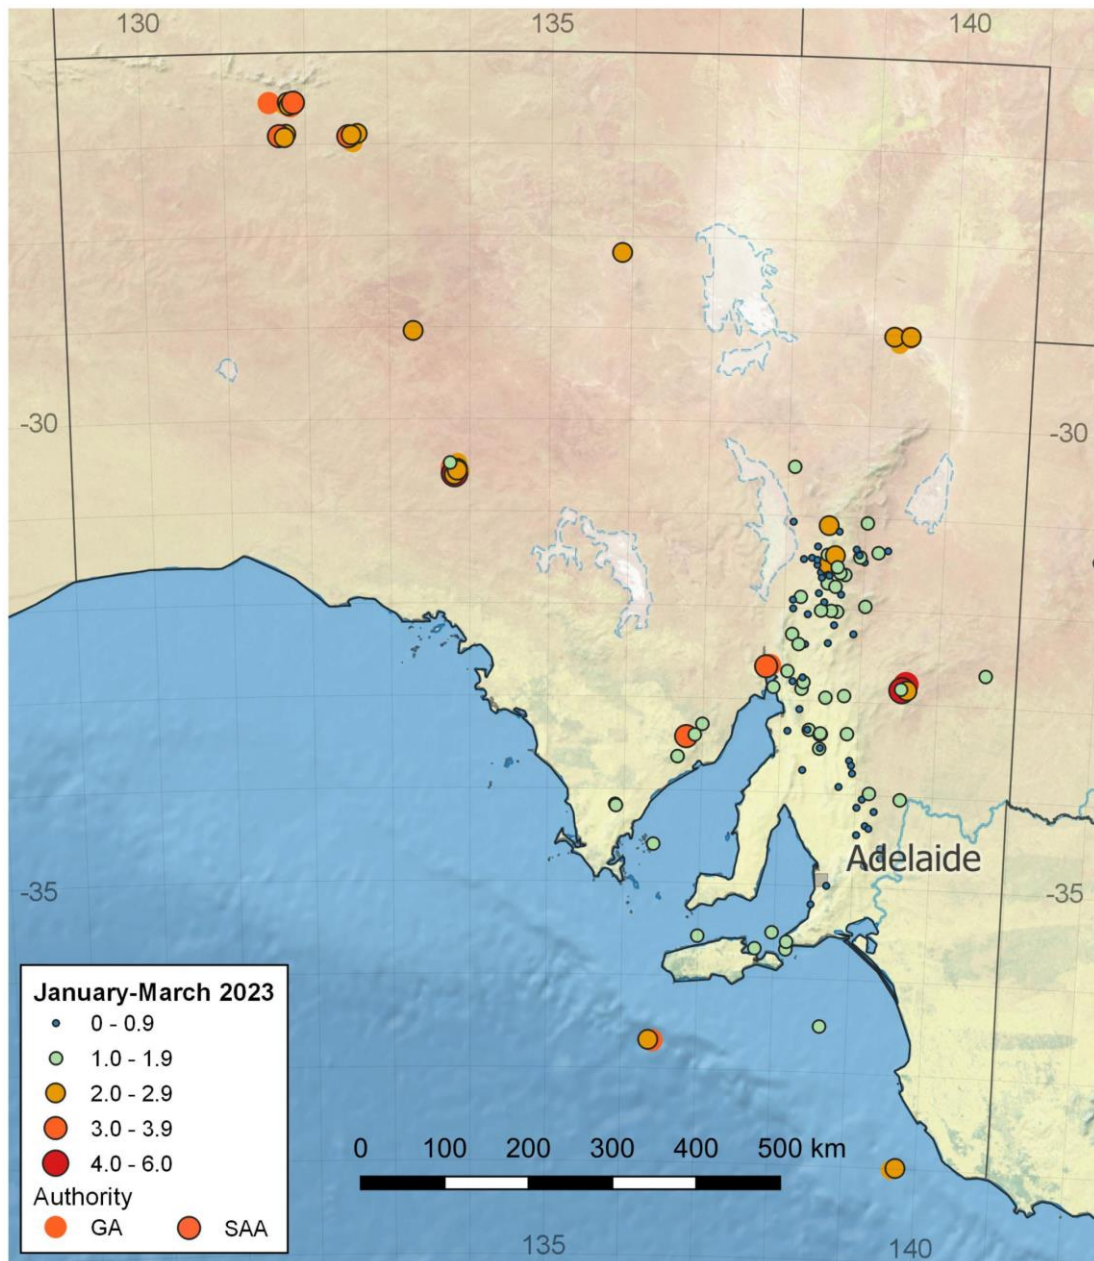 130 135 140
-30 -30
Adelaide
-35 -35
January-March 2023
0 - 0.9
1.0 - 1.9
2.0 - 2.9
3.0 - 3.9
4.0 - 6.0
Authority
GA SAA
0 100 200 300 400 500 km
135 140